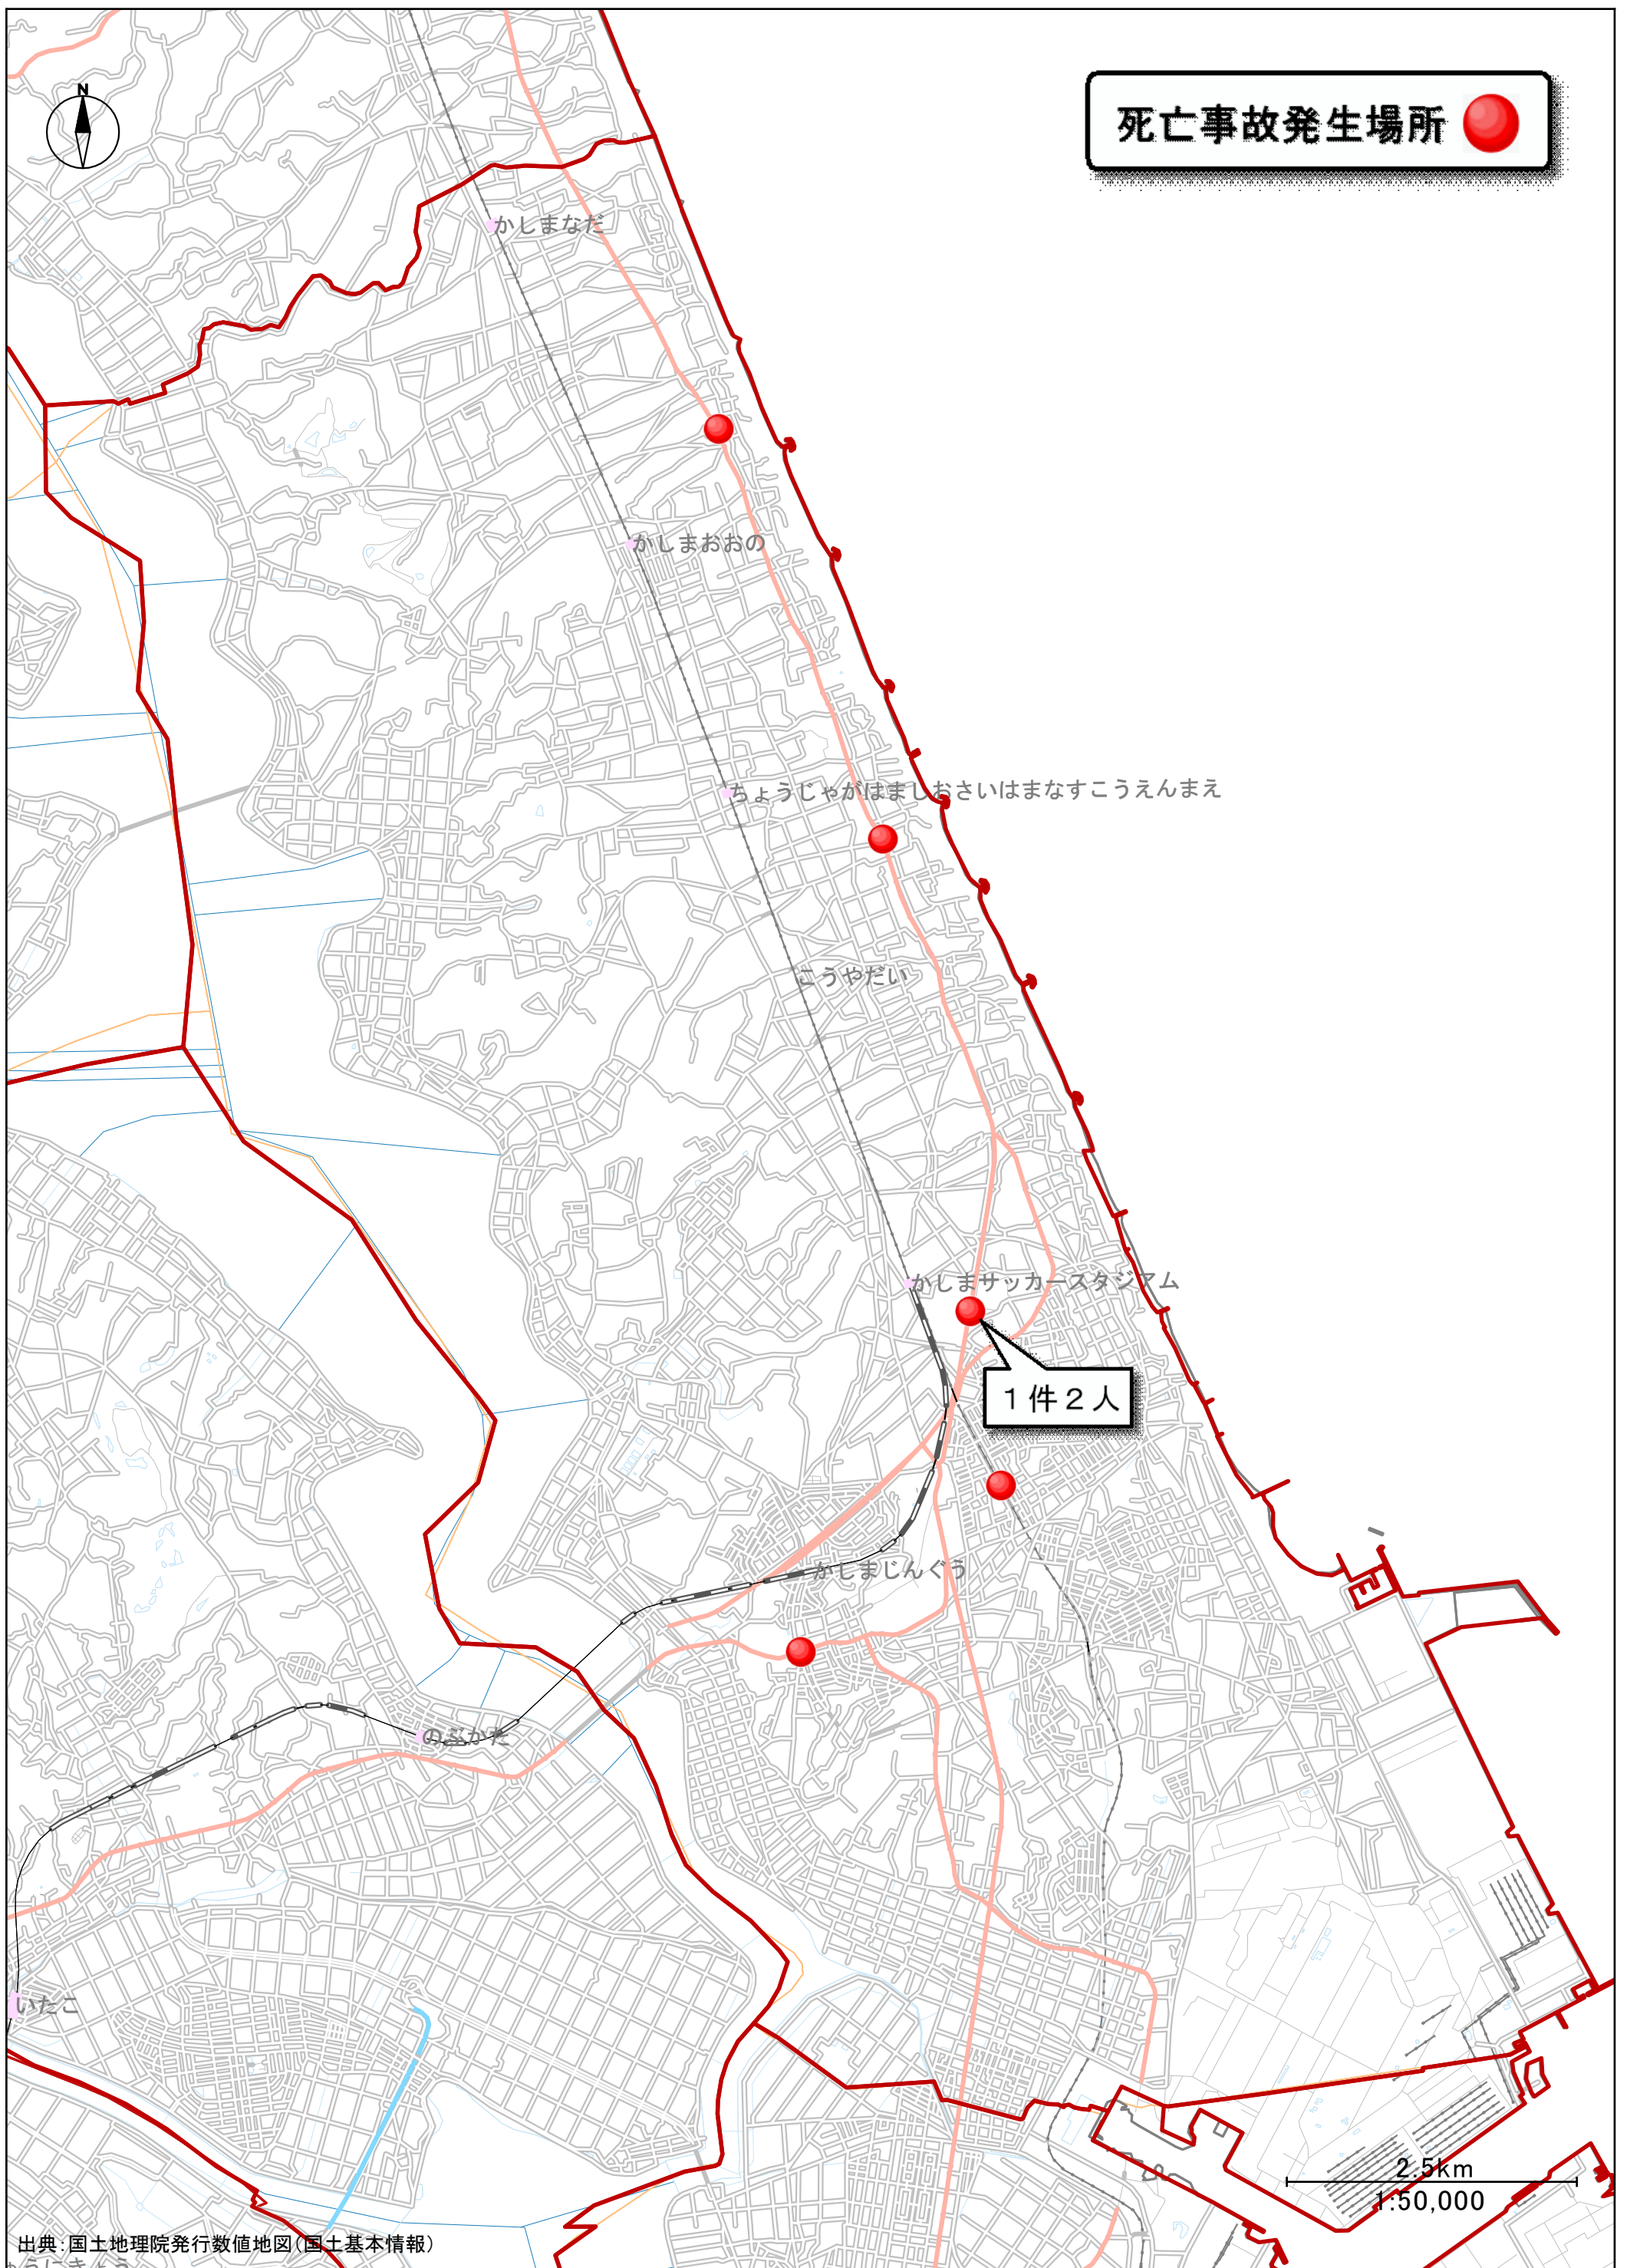 死亡事故発生場所
N
かしまなだ
かしまおおの
ちょうじゃがはましおさいはまなすこうえんまえ
こうやだい
かしまサッカースタジアム
1件2人
かしまじんぐう
のぶかた
いたこ
2.5km
1:50,000
出典:国土地理院発行数値地図(国土基本情報)